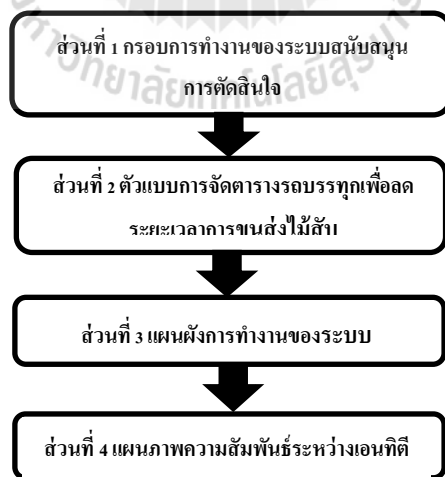 ส่วนที่ 1 กรอบการทำงานของระบบสนับสนุน
การตัดสินใจ
ส่วนที่ 2 ตัวแบบการจัดตารางรถบรรทุกเพื่อลด
ระยะเวลาการขนส่งไม้สับ
ส่วนที่ 3 แผนผังการทำงานของระบบ
ส่วนที่ 4 แผนภาพความสัมพันธ์ระหว่างเอนทิตี